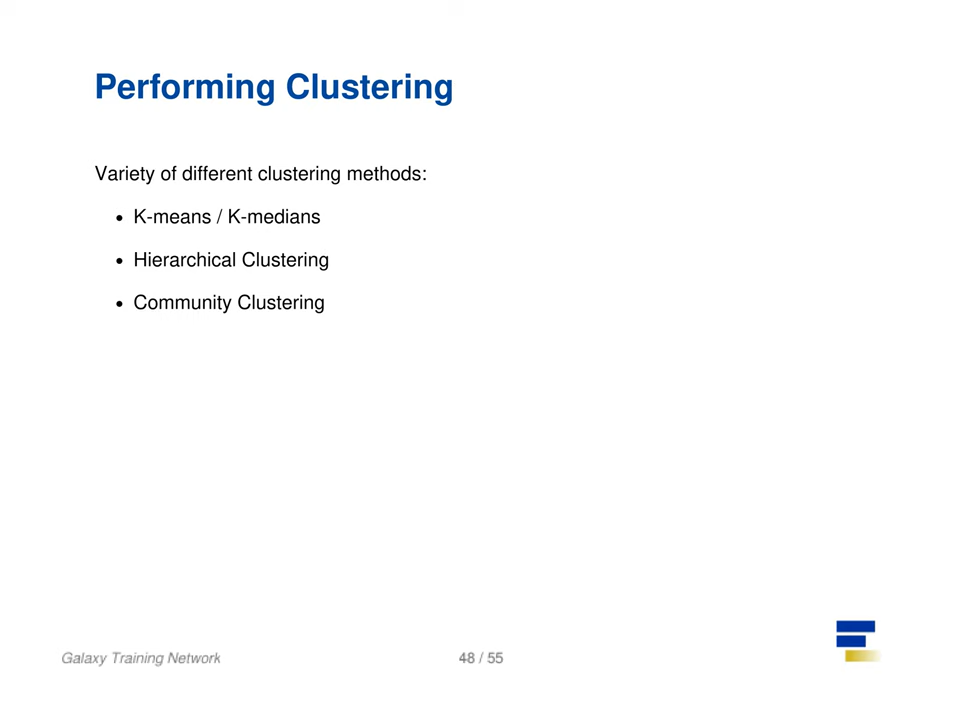 Performing Clustering
Variety of different clustering methods:
• K-means / K-medians
• Hierarchical Clustering
• Community Clustering
Galaxy Training Network
48 / 55